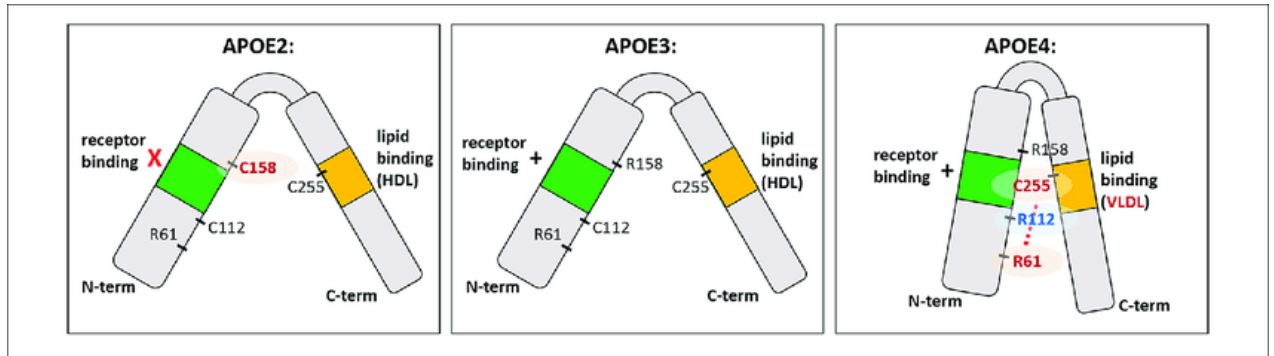 APOE2:
receptor
binding
X
C158
lipid
binding
(HDL)
C255
R61
C112
N-term
C-term
APOE3:
receptor
binding
+
R158
lipid
binding
(HDL)
C255
R61
C112
N-term
C-term
APOE4:
receptor
binding
+
R158
lipid
binding
(VLDL)
C255
R112
R61
N-term
C-term